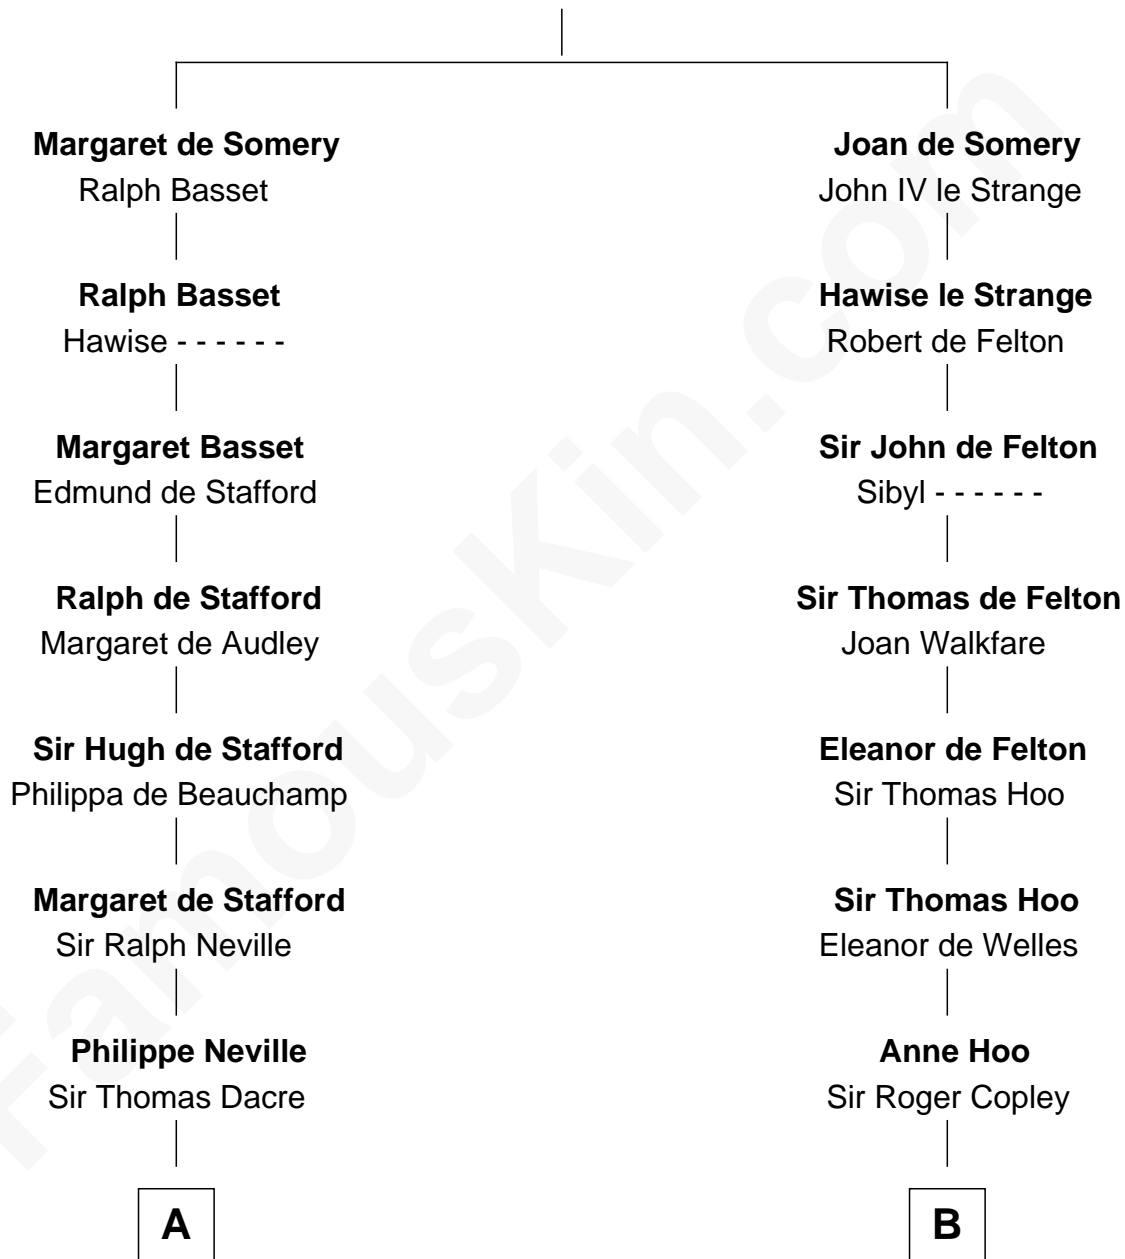 Margaret de Somery
Ralph Basset
Joan de Somery
John IV le Strange
Ralph Basset
Hawise - - - - - -
Hawise le Strange
Robert de Felton
Margaret Basset
Edmund de Stafford
Sir John de Felton
Sibyl - - - - - -
Ralph de Stafford
Margaret de Audley
Sir Thomas de Felton
Joan Walkfare
Sir Hugh de Stafford
Philippa de Beauchamp
Eleanor de Felton
Sir Thomas Hoo
Margaret de Stafford
Sir Ralph Neville
Sir Thomas Hoo
Eleanor de Welles
Philippe Neville
Sir Thomas Dacre
Anne Hoo
Sir Roger Copley
A
B
FamousKin.com